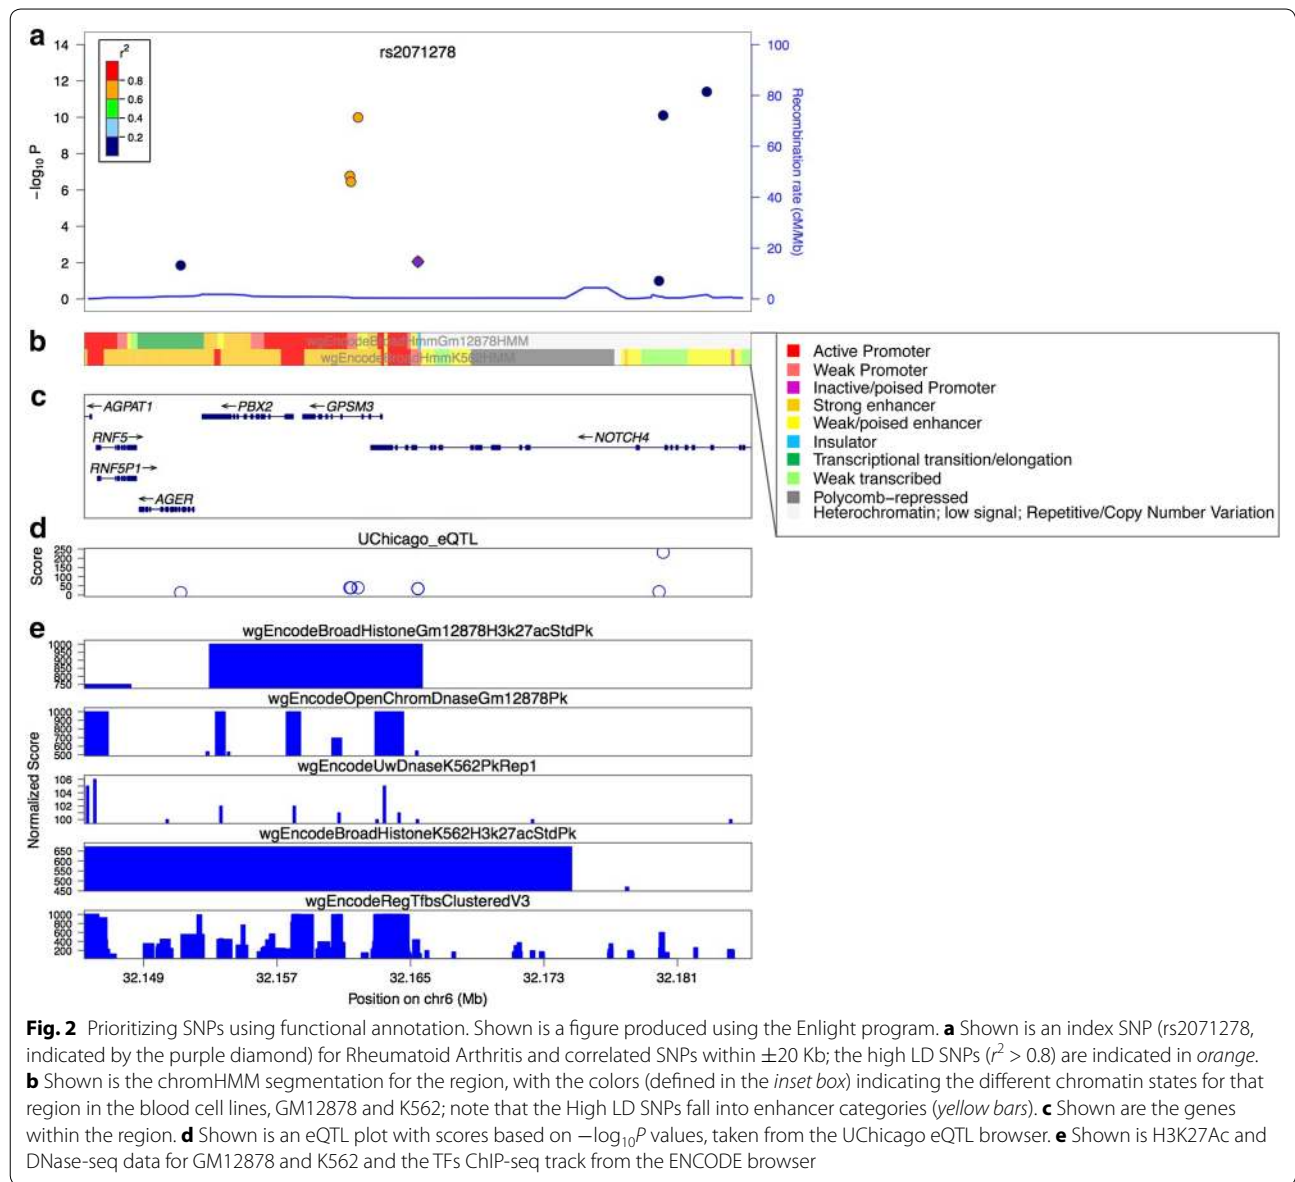 a
14
12
10
8
6
4
2
0
−log10 P
r2
0.8
0.6
0.4
0.2
rs2071278
100
80
60
40
20
0
Recombination rate (cM/Mb)
b
wgEncodeBroadHmmGm12878HMM
wgEncodeBroadHmmK562HMM
Active Promoter
Weak Promoter
Inactive/poised Promoter
Strong enhancer
Weak/poised enhancer
Insulator
Transcriptional transition/elongation
Weak transcribed
Polycomb−repressed
Heterochromatin; low signal; Repetitive/Copy Number Variation
c
←AGPAT1
←PBX2
←GPSM3
RNF5→
←NOTCH4
RNF5P1→
←AGER
d
UChicago_eQTL
Score
250
200
150
100
50
0
e
Normalized Score
wgEncodeBroadHistoneGm12878H3k27acStdPk
1000
950
900
850
800
750
wgEncodeOpenChromDnaseGm12878Pk
1000
900
800
700
600
500
wgEncodeUwDnaseK562PkRep1
106
104
102
100
wgEncodeBroadHistoneK562H3k27acStdPk
650
600
550
500
450
wgEncodeRegTfbsClusteredV3
1000
800
600
400
200
32.149 32.157 32.165 32.173 32.181
Position on chr6 (Mb)
Fig. 2 Prioritizing SNPs using functional annotation. Shown is a figure produced using the Enlight program. a Shown is an index SNP (rs2071278,
indicated by the purple diamond) for Rheumatoid Arthritis and correlated SNPs within ±20 Kb; the high LD SNPs (r2 > 0.8) are indicated in orange.
b Shown is the chromHMM segmentation for the region, with the colors (defined in the inset box) indicating the different chromatin states for that
region in the blood cell lines, GM12878 and K562; note that the High LD SNPs fall into enhancer categories (yellow bars). c Shown are the genes
within the region. d Shown is an eQTL plot with scores based on −log10P values, taken from the UChicago eQTL browser. e Shown is H3K27Ac and
DNase-seq data for GM12878 and K562 and the TFs ChIP-seq track from the ENCODE browser